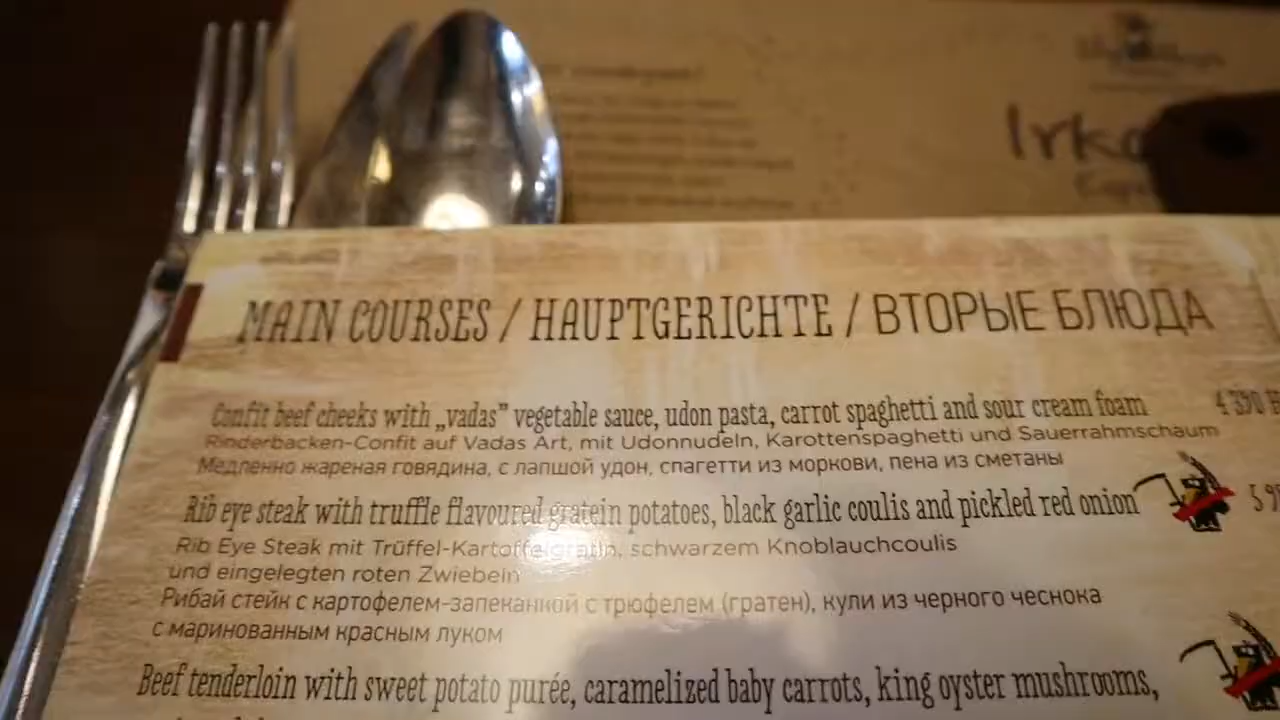 MAIN COURSES / HAUPTGERICHTE / ВТОРЫЕ БЛЮДА
Confit beef cheeks with „vadas” vegetable sauce, udon pasta, carrot spaghetti and sour cream foam
Rinderbacken-Confit auf Vadas Art, mit Udonnudeln, Karottenspaghetti und Sauerrahmschaum
Медленно жареная говядина, с лапшой удон, спагетти из моркови, пена из сметаны
Rib eye steak with truffle flavoured gratein potatoes, black garlic coulis and pickled red onion
Rib Eye Steak mit Trüffel-Kartoffelgratin, schwarzem Knoblauchcoulis
und eingelegten roten Zwiebeln
Рибай стейк с картофелем-запеканкой с трюфелем (гратен), кули из черного чеснока
с маринованным красным луком
Beef tenderloin with sweet potato purée, caramelized baby carrots, king oyster mushrooms,